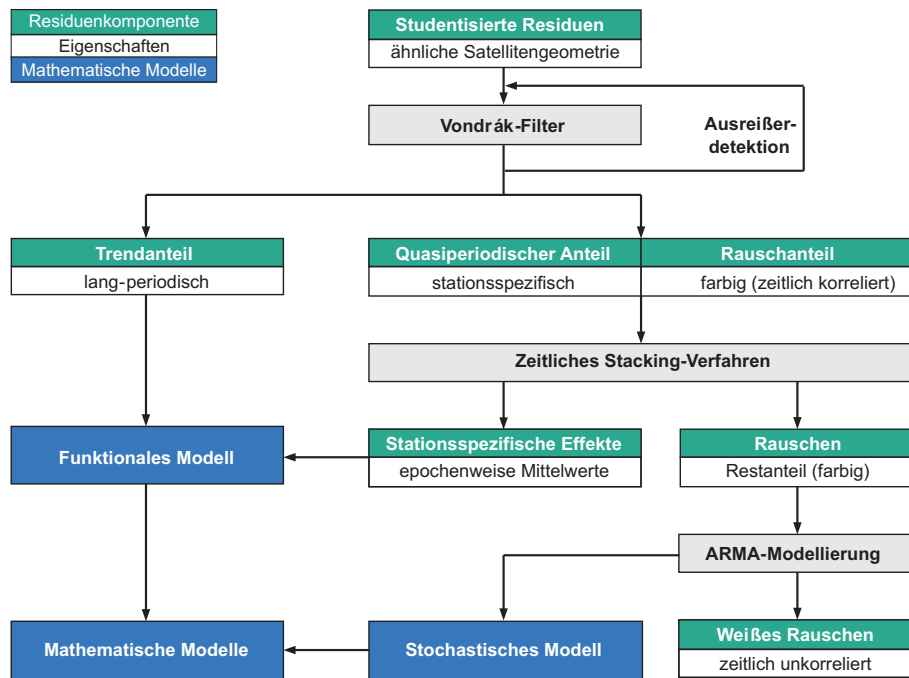 Residuenkomponente
Eigenschaften
Mathematische Modelle
Studentisierte Residuen
ähnliche Satellitengeometrie
Vondrák-Filter
Ausreißer-
detektion
Trendanteil
lang-periodisch
Quasiperiodischer Anteil
stationsspezifisch
Rauschanteil
farbig (zeitlich korreliert)
Zeitliches Stacking-Verfahren
Funktionales Modell
Stationsspezifische Effekte
epochenweise Mittelwerte
Rauschen
Restanteil (farbig)
ARMA-Modellierung
Mathematische Modelle
Stochastisches Modell
Weißes Rauschen
zeitlich unkorreliert